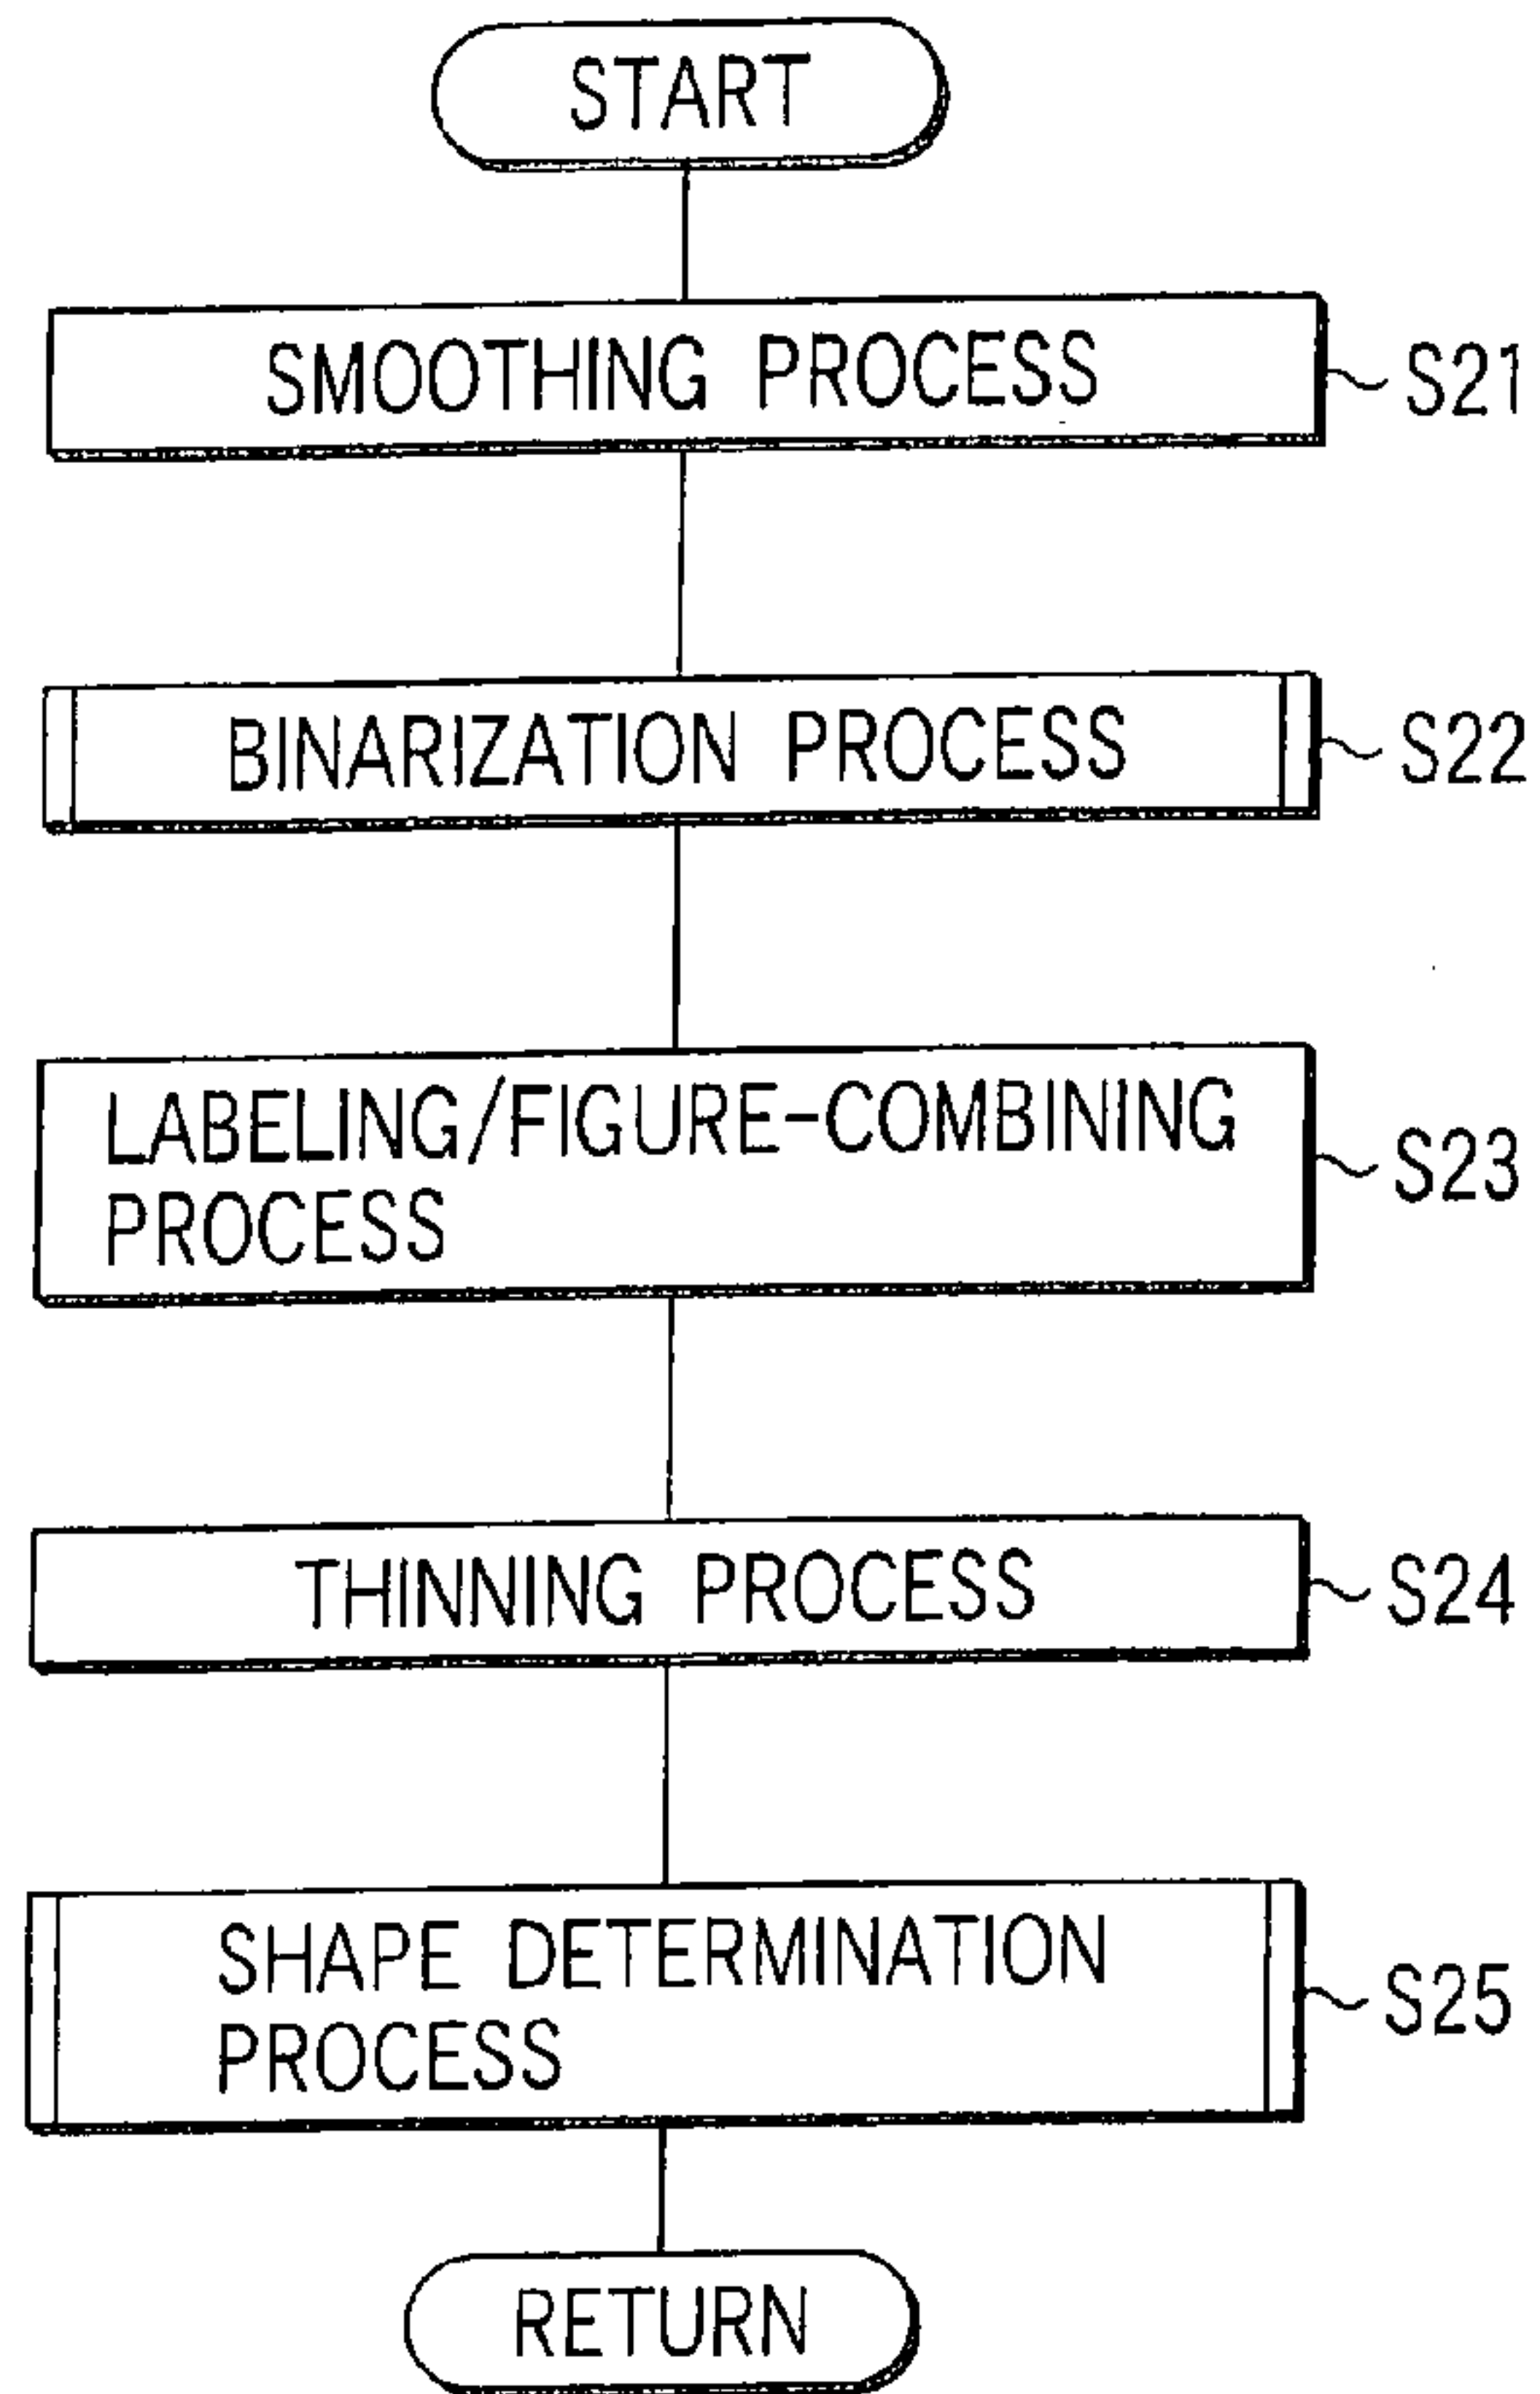 START
SMOOTHING PROCESS
S21
BINARIZATION PROCESS
S22
LABELING/FIGURE-COMBINING
PROCESS
S23
THINNING PROCESS
S24
SHAPE DETERMINATION
PROCESS
S25
RETURN